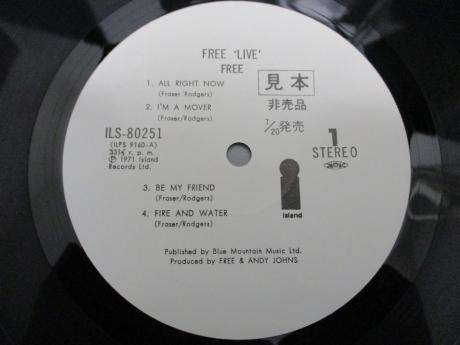 FREE 'LIVE'
FREE
1. ALL RIGHT NOW
(Fraser/Rodgers)
2. I'M A MOVER
(Fraser/Rodgers)
見本
非売品
7/20発売
ILS-80251
(ILPS 9160-A)
33⅓ r. p. m.
Ⓟ 1971 Island
Records Ltd.
1
STEREO
JASRAC
3. BE MY FRIEND
(Fraser/Rodgers)
4. FIRE AND WATER
(Fraser/Rodgers)
island
Published by Blue Mountain Music Ltd.
Produced by FREE & ANDY JOHNS